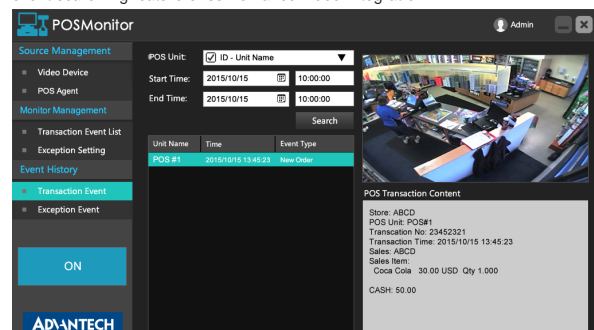 POSMonitor
Admin
Source Management
Video Device
POS Agent
Monitor Management
Transaction Event List
Exception Setting
Event History
Transaction Event
Exception Event
ON
ADVANTECH
POS Unit:
ID - Unit Name
Start Time:
2015/10/15
10:00:00
End Time:
2015/10/15
10:00:00
Search
Unit Name Time Event Type
POS #1 2015/10/15 13:45:23 New Order
POS Transaction Content
Store: ABCD
POS Unit: POS#1
Transcation No: 23452321
Transaction Time: 2015/10/15 13:45:23
Sales: ABCD
Sales Item:
Coca Cola 30.00 USD Qty 1.000
CASH: 50.00